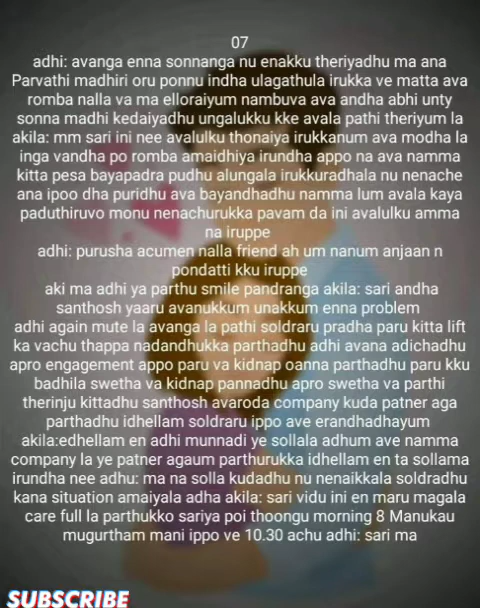 07
adhi: avanga enna sonnanga nu enakku theriyadhu ma ana
Parvathi madhiri oru ponnu indha ulagathula irukka ve matta ava
romba nalla va ma elloraiyum nambuva ava andha abhi unty
sonna madhi kedaiyadhu ungalukku kke avala pathi theriyum la
akila: mm sari ini nee avalulku thonaiya irukkanum ava modha la
inga vandha po romba amaidhiya irundha appo na ava namma
kitta pesa bayapadra pudhu alungala irukkuradhala nu nenache
ana ipoo dha puridhu ava bayandhadhu namma lum avala kaya
paduthiruvo monu nenachurukka pavam da ini avalulku amma
na iruppe
adhi: purusha acumen nalla friend ah um nanum anjaan n
pondatti kku iruppe
aki ma adhi ya parthu smile pandranga akila: sari andha
santhosh yaaru avanukkum unakkum enna problem
adhi again mute la avanga la pathi soldraru pradha paru kitta lift
ka vachu thappa nadandhukka parthadhu adhi avana adichadhu
apro engagement appo paru va kidnap oanna parthadhu paru kku
badhila swetha va kidnap pannadhu apro swetha va parthi
therinju kittadhu santhosh avaroda company kuda patner aga
parthadhu idhellam soldraru ippo ave erandhadhayum
akila:edhellam en adhi munnadi ye sollala adhum ave namma
company la ye patner agaum parthurukka idhellam en ta sollama
irundha nee adhu: ma na solla kudadhu nu nenaikkala soldradhu
kana situation amaiyala adha akila: sari vidu ini en maru magala
care full la parthukko sariya poi thoongu morning 8 Manukau
mugurtham mani ippo ve 10.30 achu adhi: sari ma
SUBSCRIBE